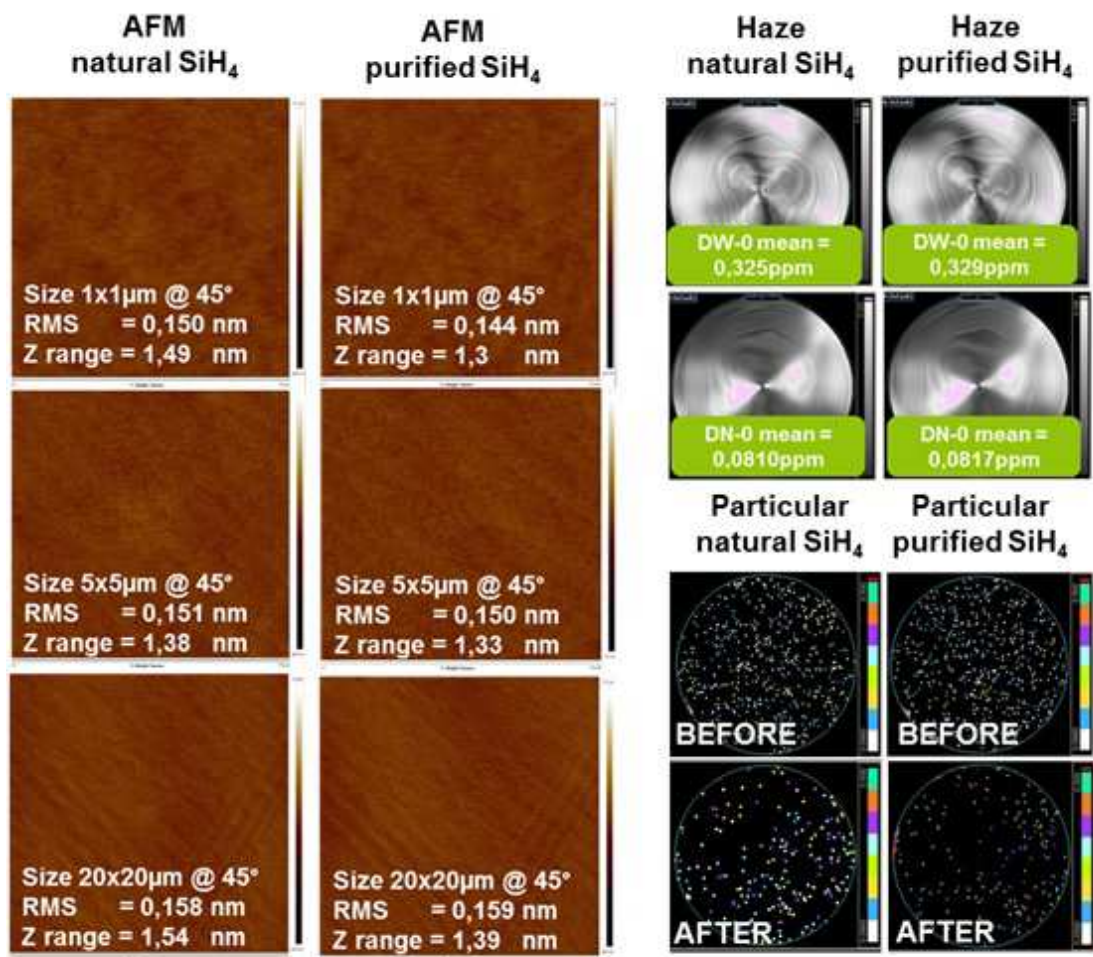 AFM
natural SiH₄
AFM
purified SiH₄
Size 1x1µm @ 45°
RMS = 0,150 nm
Z range = 1,49 nm
Size 1x1µm @ 45°
RMS = 0,144 nm
Z range = 1,3 nm
Size 5x5µm @ 45°
RMS = 0,151 nm
Z range = 1,38 nm
Size 5x5µm @ 45°
RMS = 0,150 nm
Z range = 1,33 nm
Size 20x20µm @ 45°
RMS = 0,158 nm
Z range = 1,54 nm
Size 20x20µm @ 45°
RMS = 0,159 nm
Z range = 1,39 nm
Haze
natural SiH₄
Haze
purified SiH₄
DW-0 mean =
0,325ppm
DW-0 mean =
0,329ppm
DN-0 mean =
0,0810ppm
DN-0 mean =
0,0817ppm
Particular
natural SiH₄
Particular
purified SiH₄
BEFORE
BEFORE
AFTER
AFTER